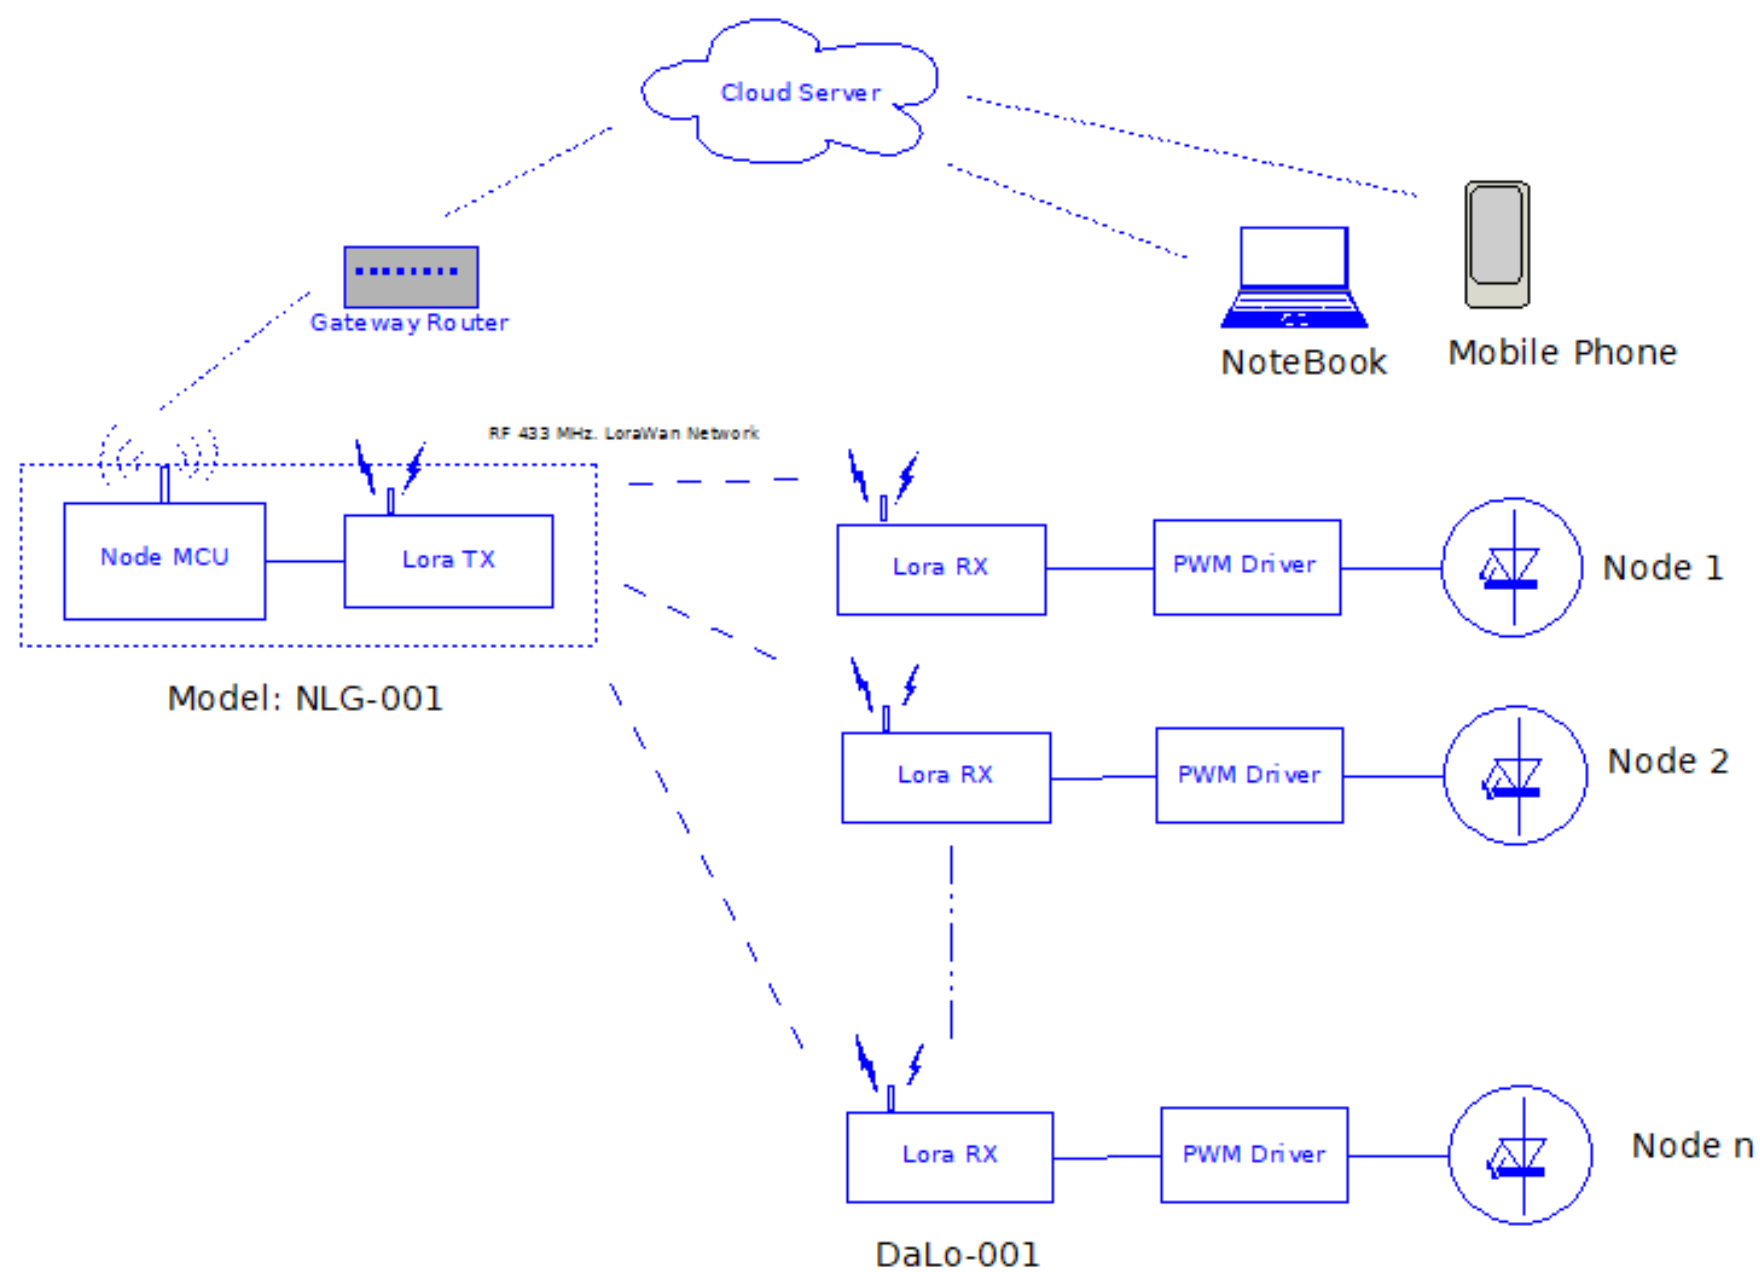 Cloud Server
Gateway Router
NoteBook
Mobile Phone
RF 433 MHz. LoraWan Network
Node MCU
Lora TX
Lora RX
PWM Driver
Node 1
Model: NLG-001
Lora RX
PWM Driver
Node 2
Lora RX
PWM Driver
Node n
DaLo-001